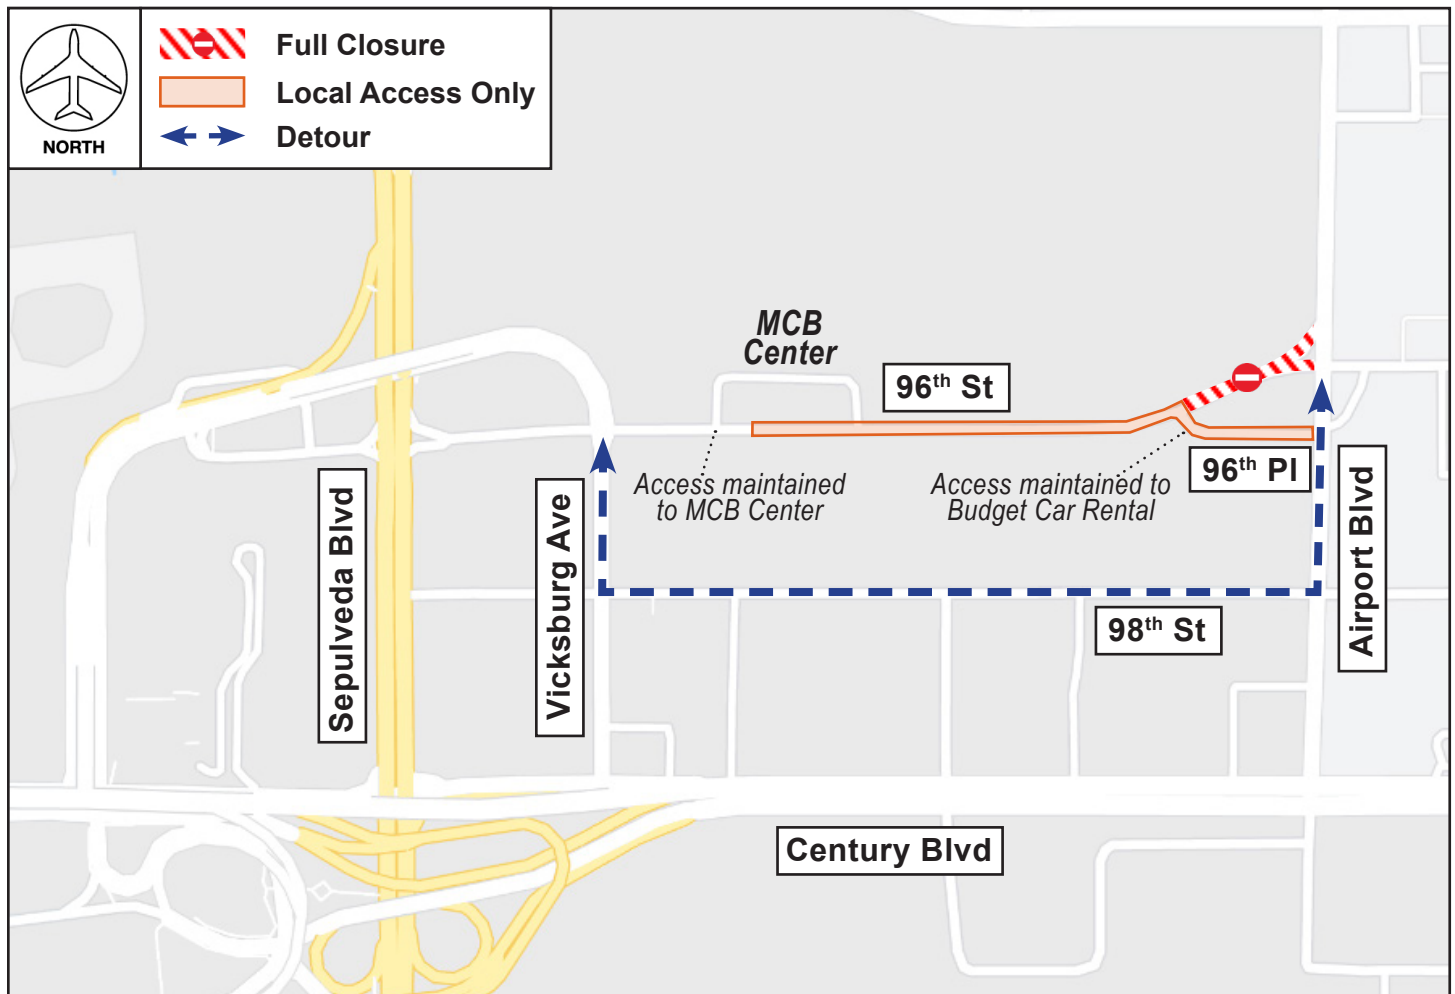 NORTH
Full Closure
Local Access Only
Detour
MCB
Center
96th St
96th Pl
Access maintained
to MCB Center
Access maintained to
Budget Car Rental
Sepulveda Blvd
Vicksburg Ave
98th St
Airport Blvd
Century Blvd